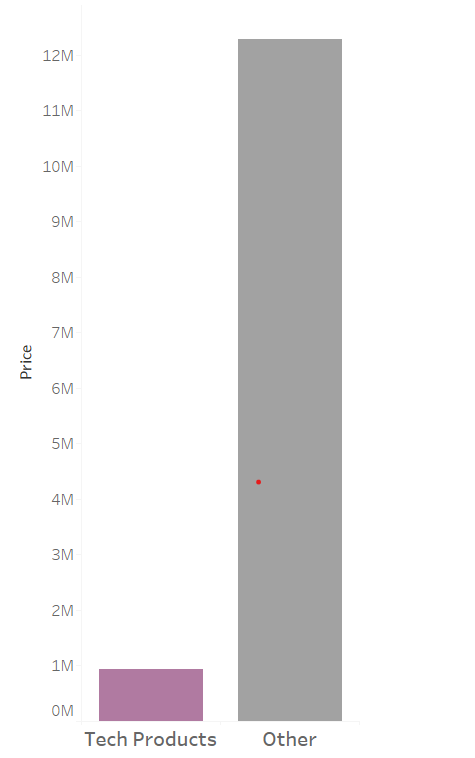 12M
11M
10M
9M
8M
7M
6M
5M
4M
3M
2M
1M
0M
Price
Tech Products
Other